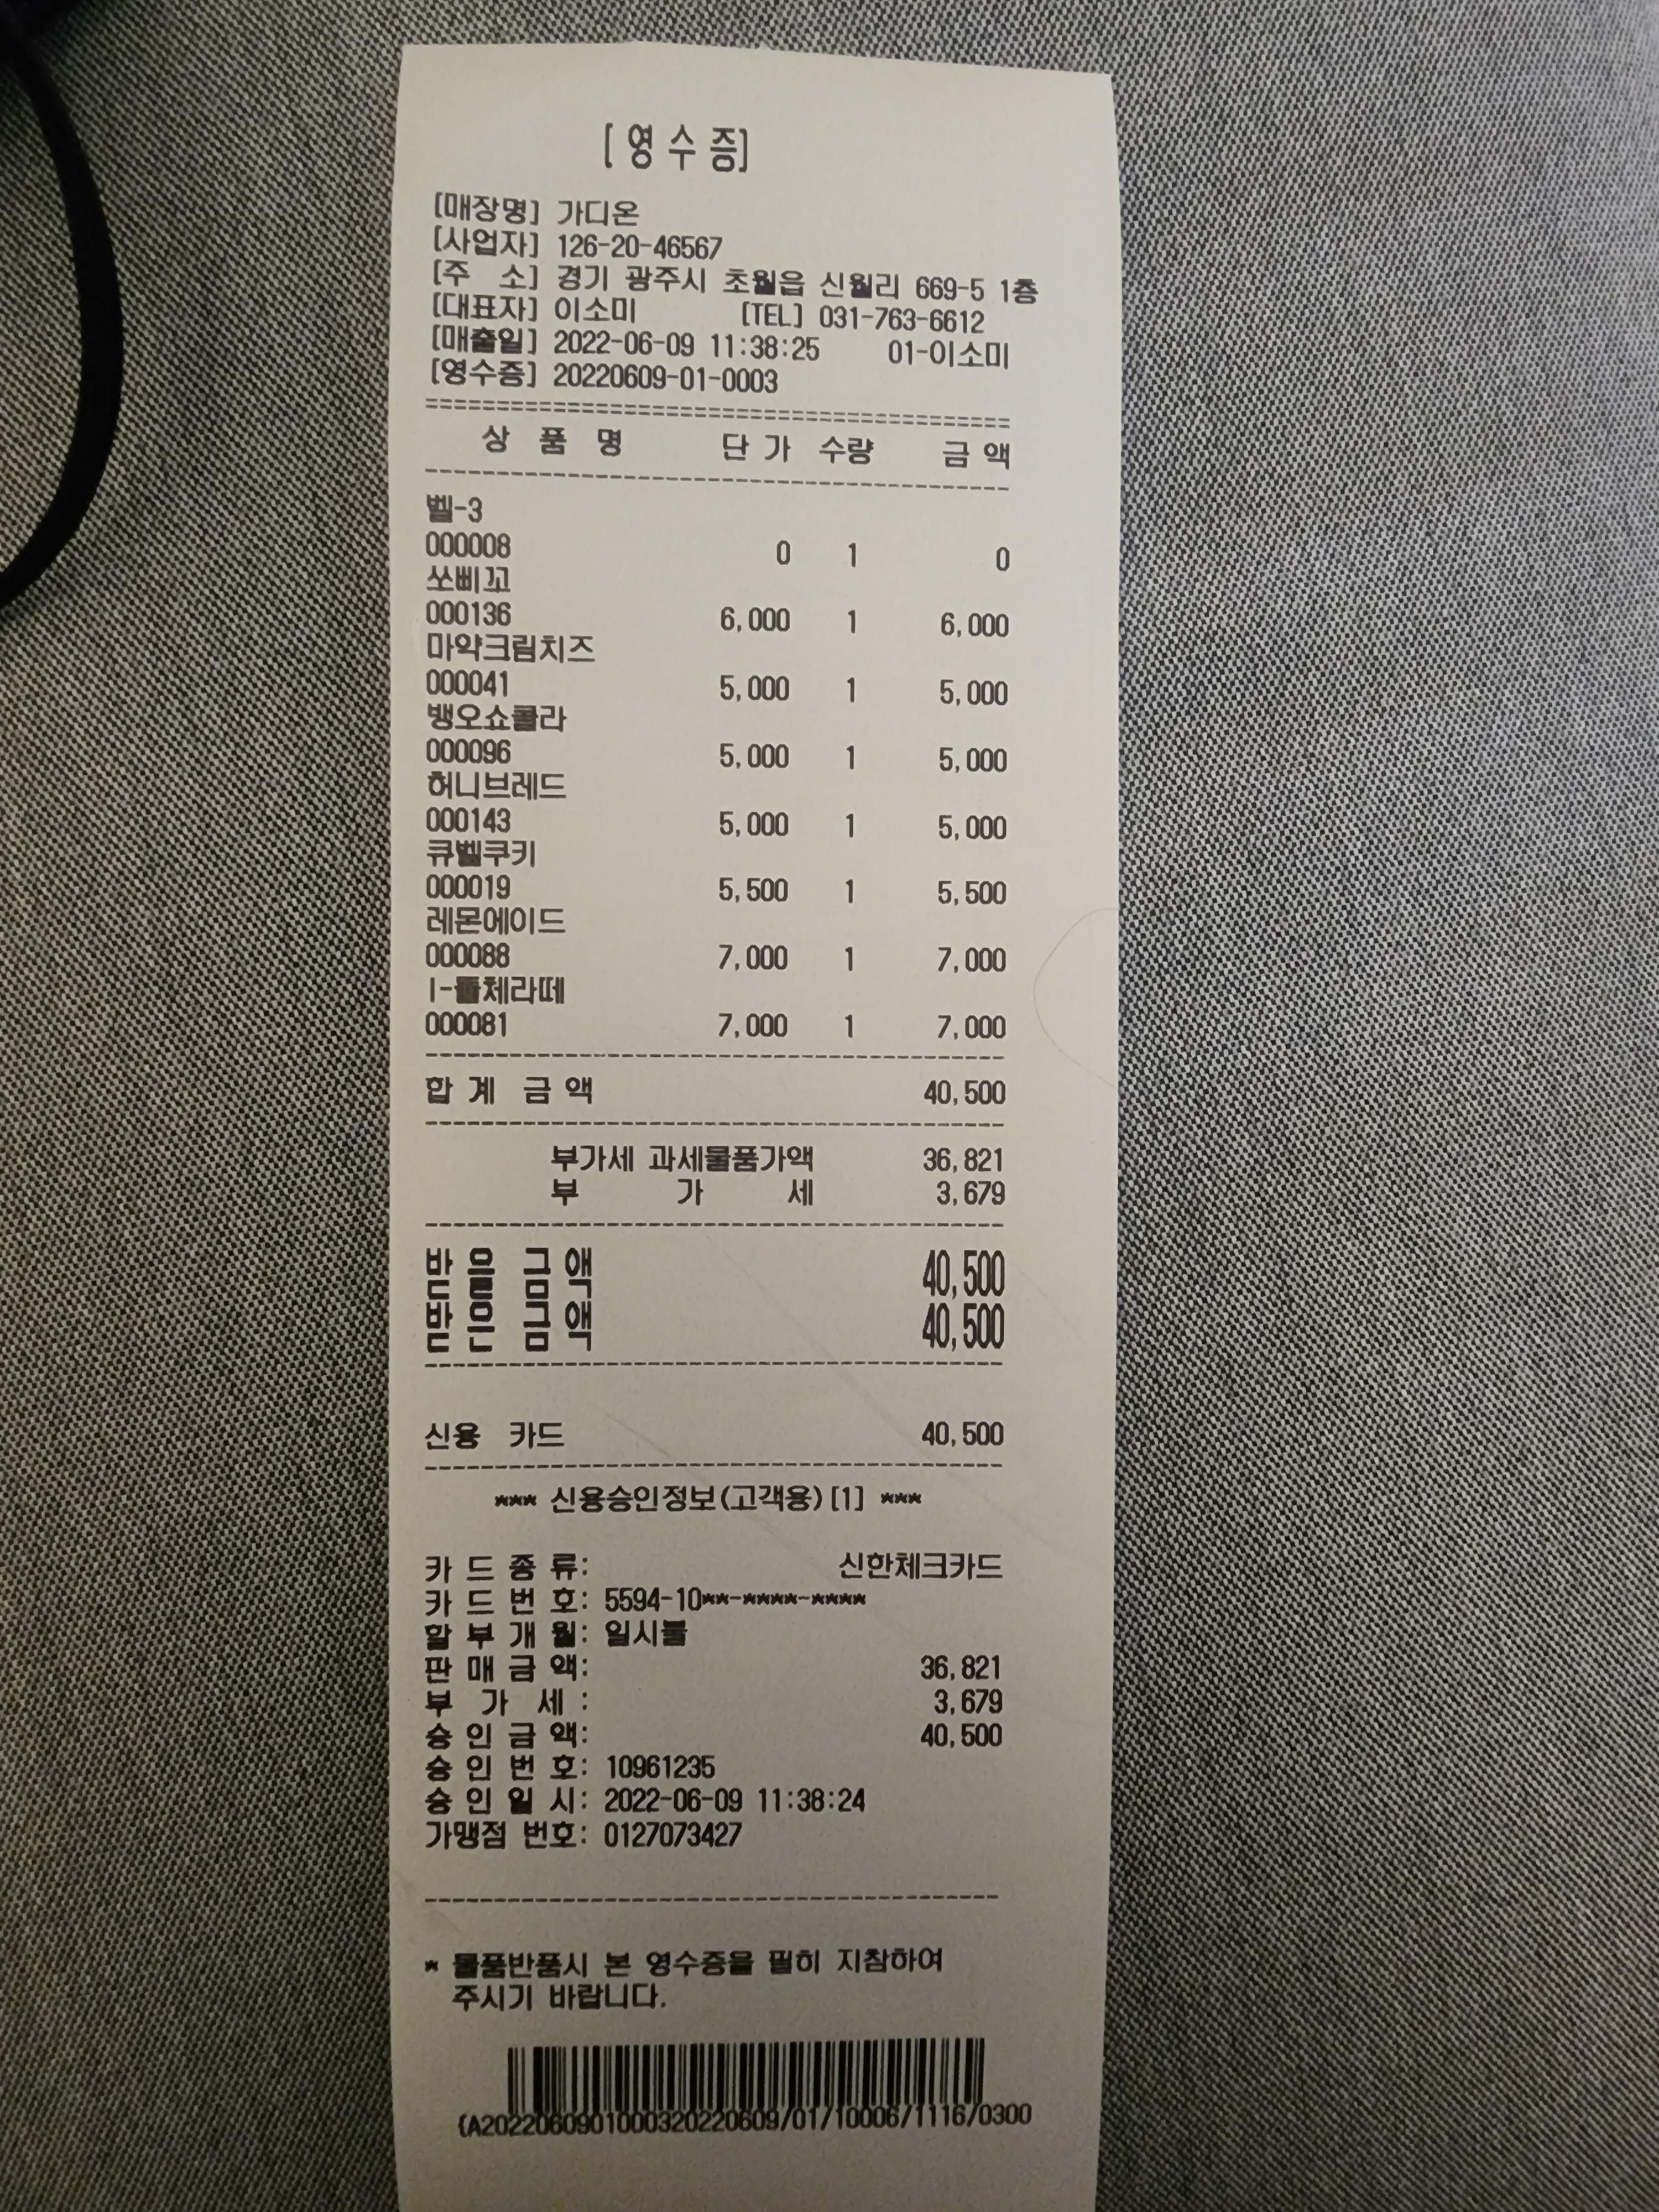 [ 영 수 증]
[매장명] 가디온
[사업자] 126-20-46567
[주 소] 경기 광주시 초월읍 신월리 669-5 1층
[대표자] 이소미 [TEL] 031-763-6612
[매출일] 2022-06-09 11:38:25 01-이소미
[영수증] 20220609-01-0003
==========================================
상 품 명 단 가 수량 금 액
------------------------------------------
벨-3
000008 0 1 0
쏘삐꼬
000136 6,000 1 6,000
마약크림치즈
000041 5,000 1 5,000
뱅오쇼콜라
000096 5,000 1 5,000
허니브레드
000143 5,000 1 5,000
큐벨쿠키
000019 5,500 1 5,500
레몬에이드
000088 7,000 1 7,000
I-돌체라떼
000081 7,000 1 7,000
------------------------------------------
합 계 금 액 40,500
------------------------------------------
부가세 과세물품가액 36,821
부 가 세 3,679
------------------------------------------
받 을 금 액 40,500
받 은 금 액 40,500
------------------------------------------
신용 카드 40,500
------------------------------------------
*** 신용승인정보(고객용)[1] ***
카 드 종 류: 신한체크카드
카 드 번 호: 5594-10**-****-****
할 부 개 월: 일시불
판 매 금 액: 36,821
부 가 세 : 3,679
승 인 금 액: 40,500
승 인 번 호: 10961235
승 인 일 시: 2022-06-09 11:38:24
가맹점 번호: 0127073427
------------------------------------------
* 물품반품시 본 영수증을 필히 지참하여
주시기 바랍니다.
{A2022060901000320220609/01/10006/1116/0300